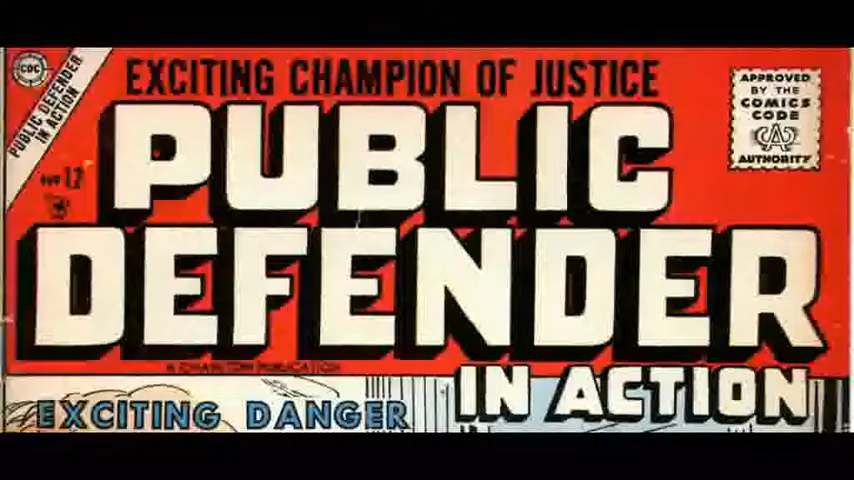 CDC
PUBLIC DEFENDER
IN ACTION
EXCITING CHAMPION OF JUSTICE
APPROVED
BY THE
COMICS
CODE
AUTHORITY
PUBLIC
12
DEFENDER
A CHARLTON PUBLICATION
IN ACTION
EXCITING DANGER